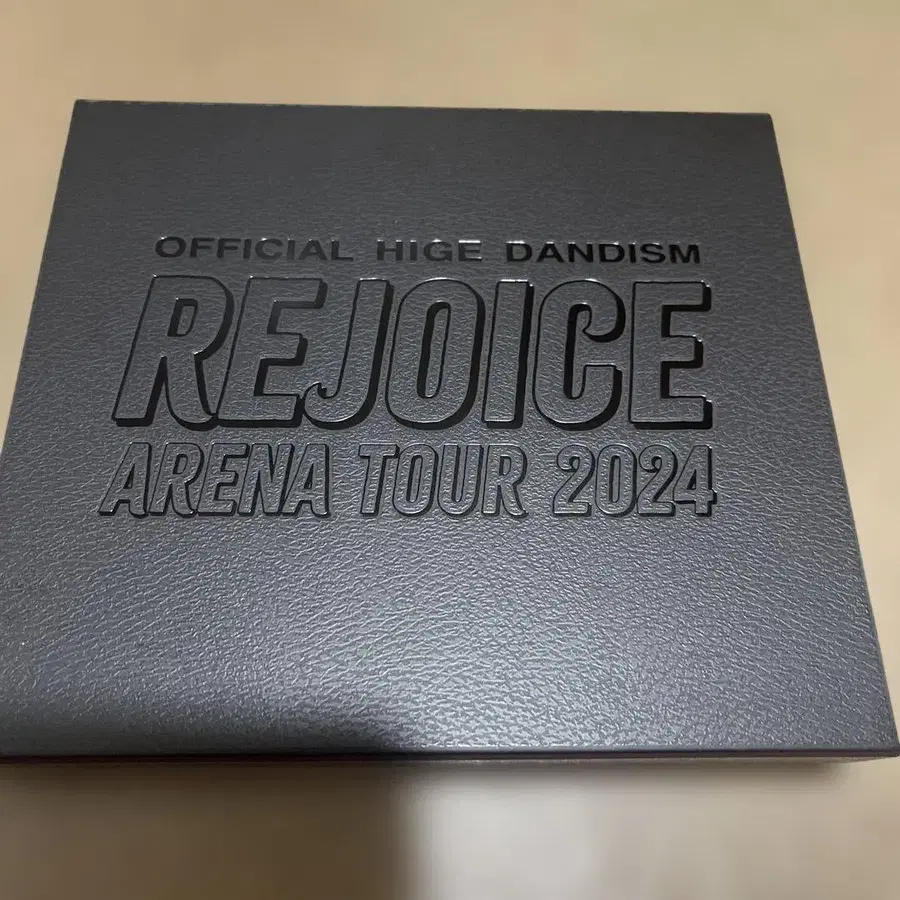 OFFICIAL HIGE DANDISM
REJOICE
ARENA TOUR 2024